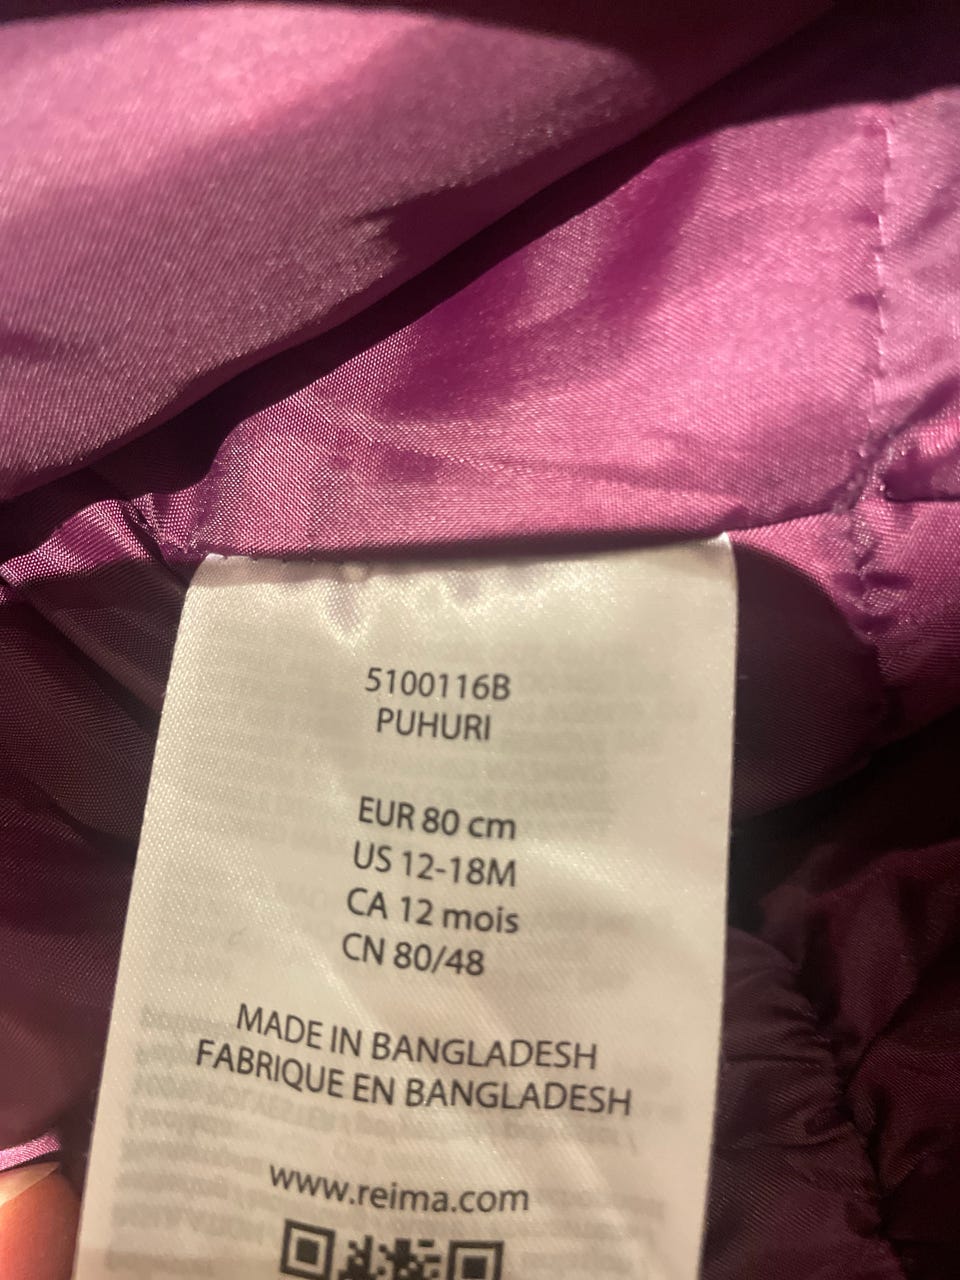 5100116B
PUHURI
EUR 80 cm
US 12-18M
CA 12 mois
CN 80/48
MADE IN BANGLADESH
FABRIQUE EN BANGLADESH
www.reima.com